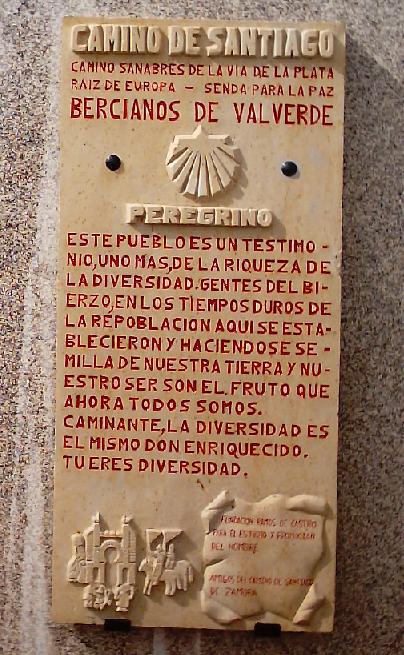 CAMINO DE SANTIAGO
CAMINO SANABRES DE LA VIA DE LA PLATA
RAIZ DE EUROPA - SENDA PARA LA PAZ
BERCIANOS DE VALVERDE
PEREGRINO
ESTE PUEBLO ES UN TESTIMO-
NIO, UNO MAS, DE LA RIQUEZA DE
LA DIVERSIDAD. GENTES DEL BI-
ERZO, EN LOS TIEMPOS DUROS DE
LA REPOBLACION AQUI SE ESTA-
BLECIERON Y HACIENDOSE SE-
MILLA DE NUESTRA TIERRA Y NU-
ESTRO SER SON EL FRUTO QUE
AHORA TODOS SOMOS.
CAMINANTE, LA DIVERSIDAD ES
EL MISMO DON ENRIQUECIDO.
TU ERES DIVERSIDAD.
FUNDACION RAMOS DE CASTRO
PARA EL ESTUDIO Y PROMOCION
DEL HOMBRE
AMIGOS DEL CAMINO DE SANTIAGO
DE ZAMORA